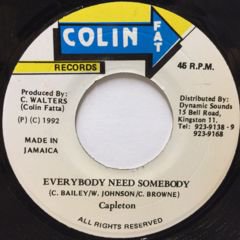 COLIN FAT
RECORDS
45 R.P.M.
Produced By:
C. WALTERS
(Colin Fatta)
(P) (C) 1992
MADE IN
JAMAICA
Distributed By:
Dynamic Sounds
15 Bell Road,
Kingston 11.
Tel: 923-9138 - 9
923-9168
EVERYBODY NEED SOMEBODY
(C. BAILEY/W. JOHNSON/C. BROWNE)
Capleton
ALL RIGHTS RESERVED